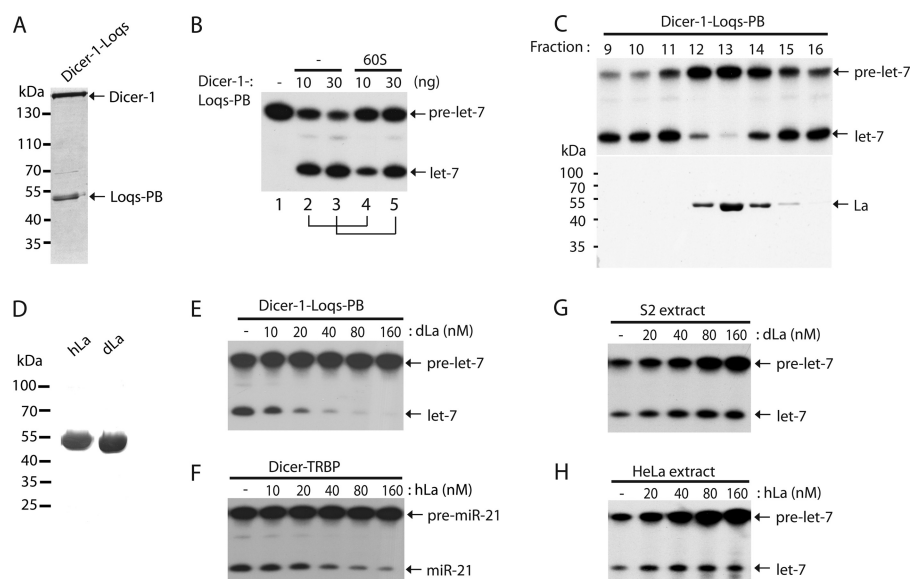 A
Dicer-1-Loqs
kDa
130
110
70
55
40
35
Dicer-1
Loqs-PB
B
- 60S
Dicer-1-: 10 30 10 30 (ng)
Loqs-PB -
pre-let-7
let-7
1 2 3 4 5
C
Dicer-1-Loqs-PB
Fraction : 9 10 11 12 13 14 15 16
pre-let-7
let-7
kDa
100
70
55
35
La
D
hLa dLa
kDa
100
70
55
40
35
25
E
Dicer-1-Loqs-PB
- 10 20 40 80 160 : dLa (nM)
pre-let-7
let-7
F
Dicer-TRBP
- 10 20 40 80 160 : hLa (nM)
pre-miR-21
miR-21
G
S2 extract
- 20 40 80 160 : dLa (nM)
pre-let-7
let-7
H
HeLa extract
- 20 40 80 160 : hLa (nM)
pre-let-7
let-7